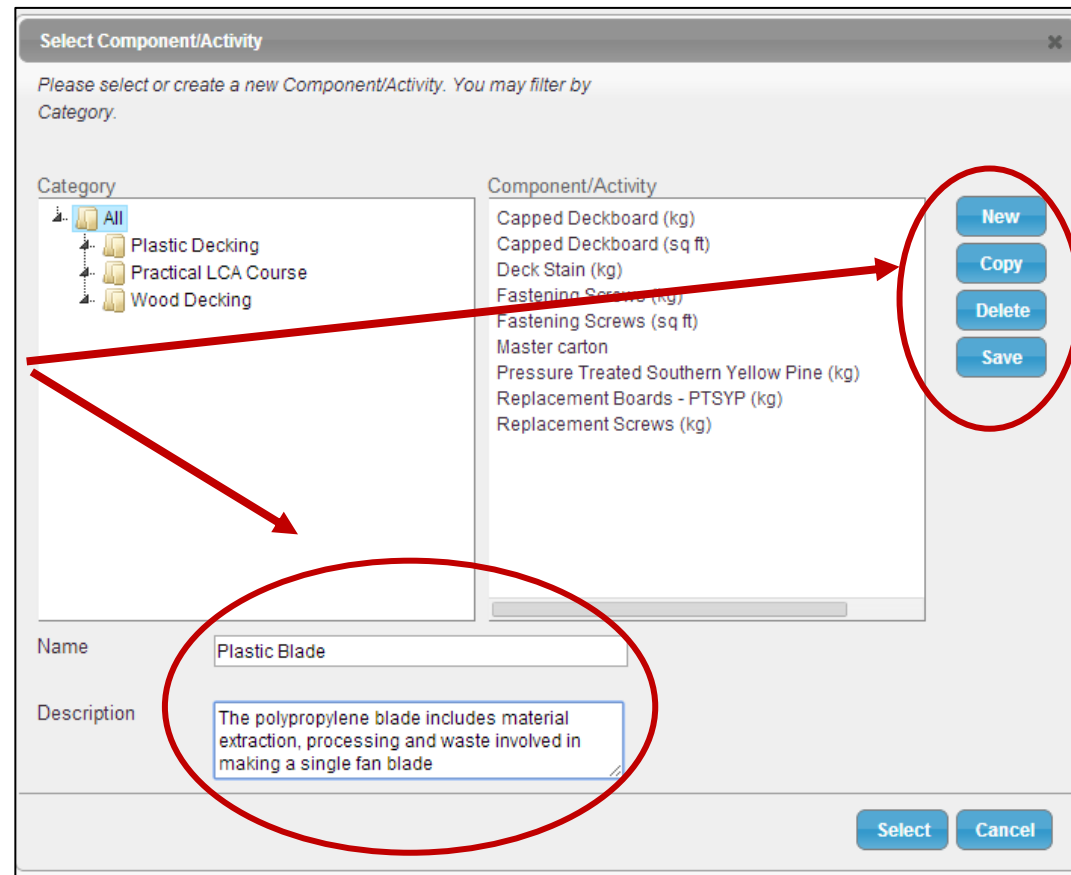 Select Component/Activity
Please select or create a new Component/Activity. You may filter by
Category.
Category
All
Plastic Decking
Practical LCA Course
Wood Decking
Component/Activity
Capped Deckboard (kg)
Capped Deckboard (sq ft)
Deck Stain (kg)
Fastening Screws (kg)
Fastening Screws (sq ft)
Master carton
Pressure Treated Southern Yellow Pine (kg)
Replacement Boards - PTSYP (kg)
Replacement Screws (kg)
New
Copy
Delete
Save
Name
Plastic Blade
Description
The polypropylene blade includes material
extraction, processing and waste involved in
making a single fan blade
Select
Cancel